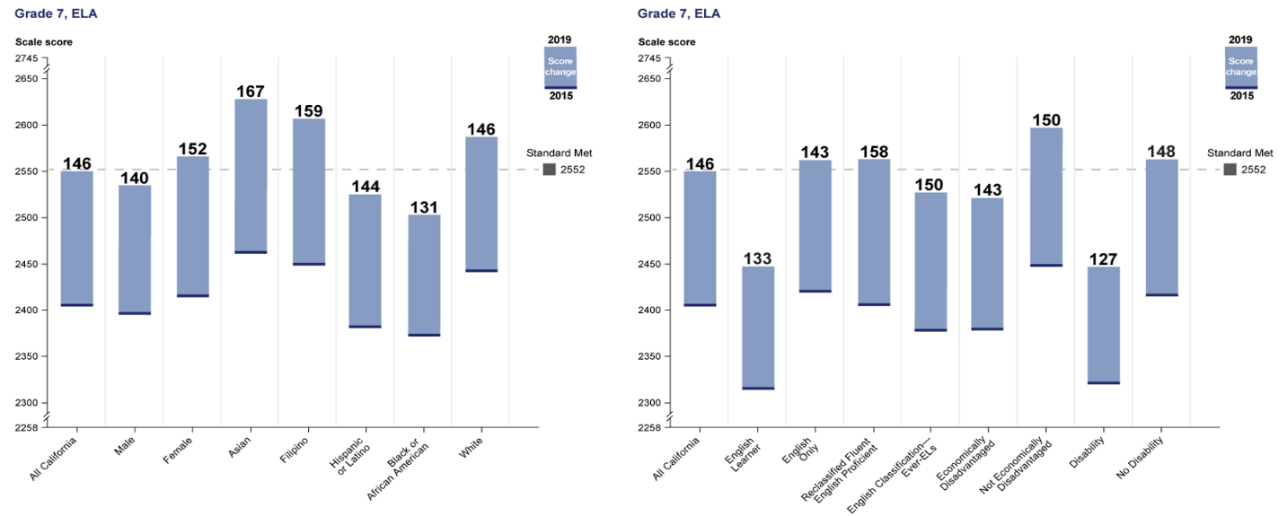 Grade 7, ELA
Scale score
2745
2650
2600
2550
2500
2450
2400
2350
2300
2258
2019
Score
change
2015
Standard Met
2552
146
140
152
167
159
144
131
146
All California
Male
Female
Asian
Filipino
Hispanic
or Latino
Black or
African American
White
Grade 7, ELA
Scale score
2745
2650
2600
2550
2500
2450
2400
2350
2300
2258
2019
Score
change
2015
Standard Met
2552
146
133
143
158
150
143
150
127
148
All California
English
Learner
English
Only
Reclassified Fluent
English Proficient
English Classification—
Ever-ELs
Economically
Disadvantaged
Not Economically
Disadvantaged
Disability
No Disability